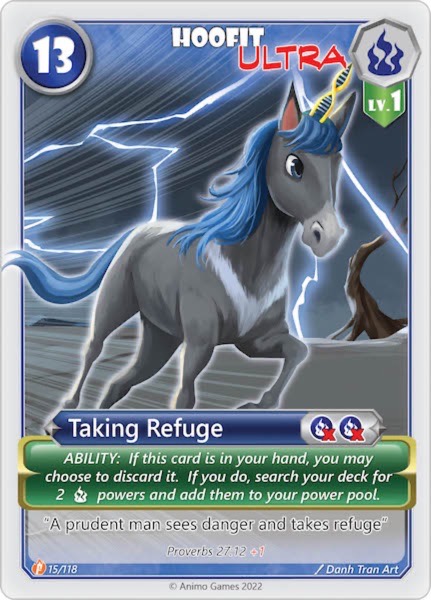 13
HOOFIT
ULTRA
LV. 1
Taking Refuge
ABILITY: If this card is in your hand, you may
choose to discard it. If you do, search your deck for
2 powers and add them to your power pool.
"A prudent man sees danger and takes refuge"
Proverbs 27:12 +1
15/118
/ Danh Tran Art
© Animo Games 2022